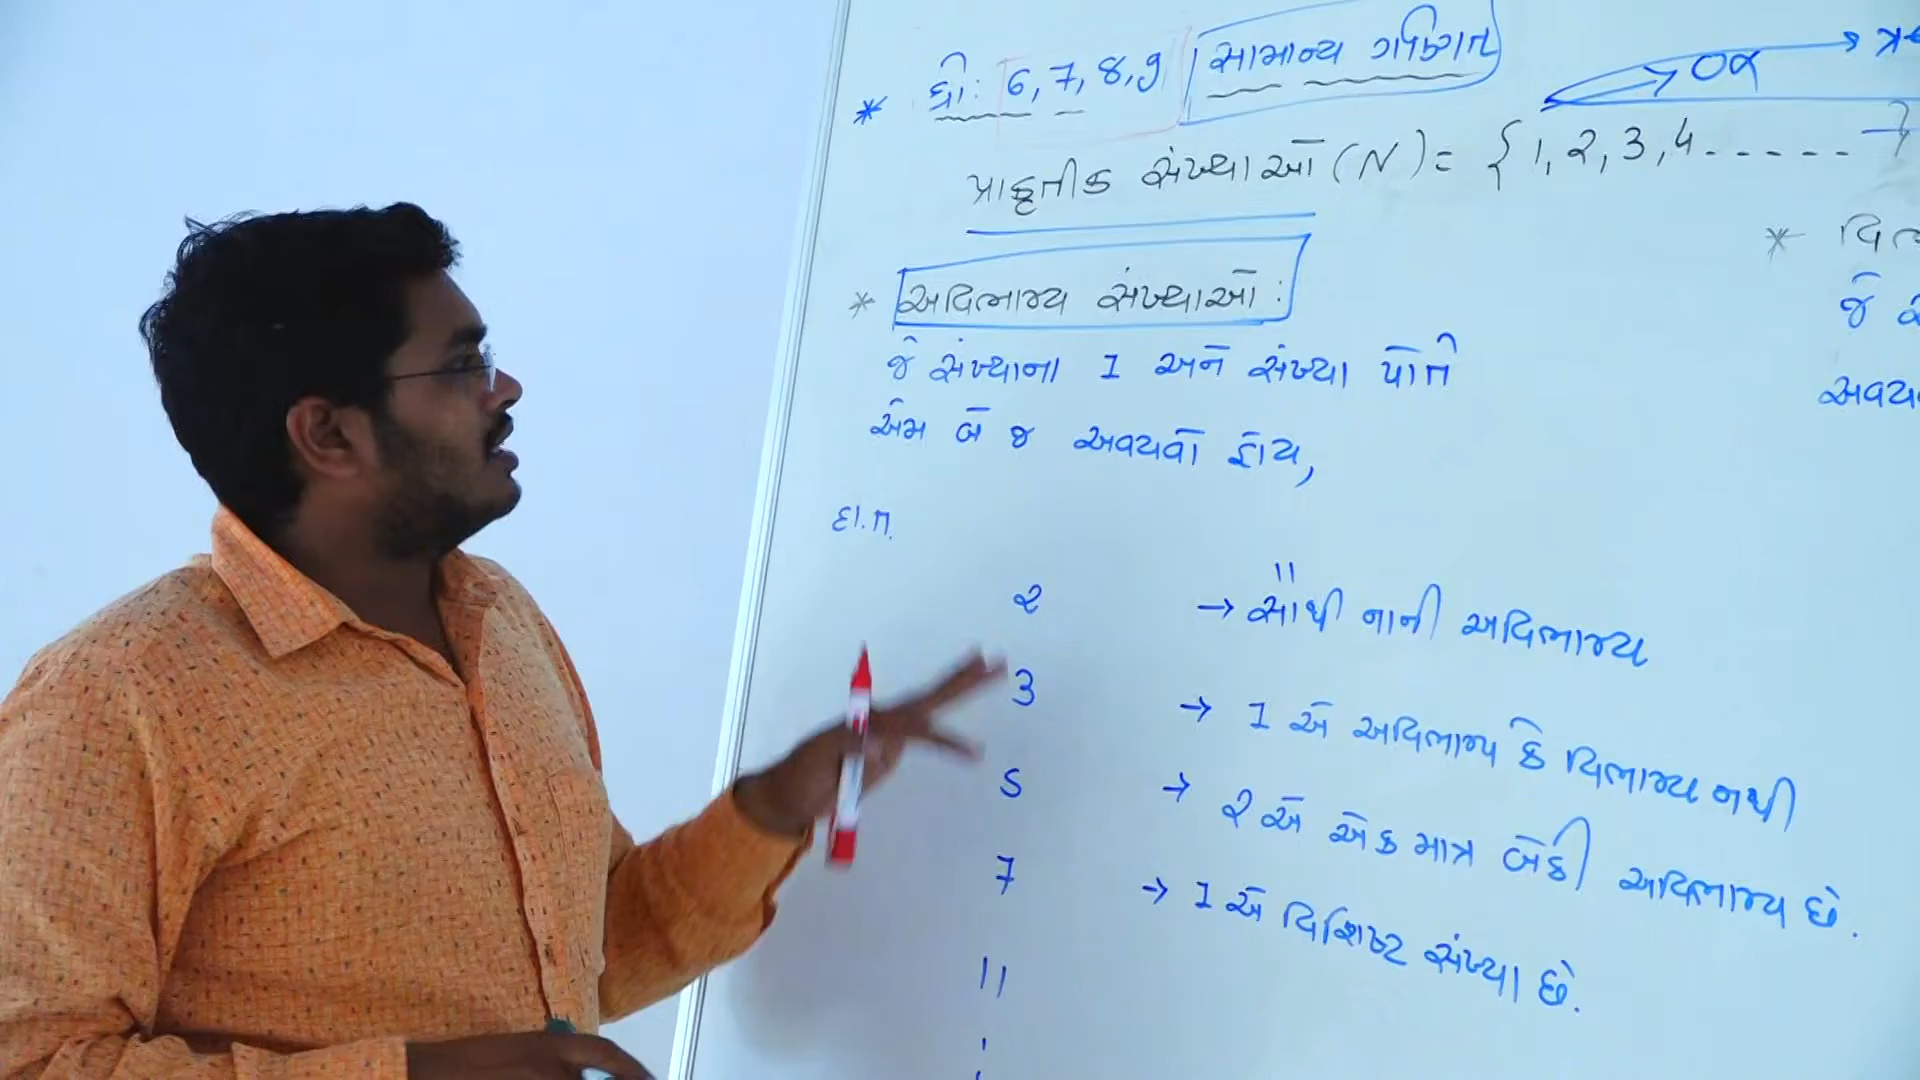 * ધો: 6, 7, 8, 9 સામાન્ય ગણિત
પ્રાકૃતીક સંખ્યાઓ (N) = { 1, 2, 3, 4 - - - - -
* અવિભાજ્ય સંખ્યાઓ :
જે સંખ્યાના 1 અને સંખ્યા પોતે
એમ બે જ અવયવો હોય,
દા.ત.
2 → સૌથી નાની અવિભાજ્ય
3 → 1 એ અવિભાજ્ય કે વિભાજ્ય નથી
5 → 2 એ એક માત્ર બેકી અવિભાજ્ય છે.
7 → 1 એ વિશિષ્ટ સંખ્યા છે.
11
* વિભ
જે
અવય